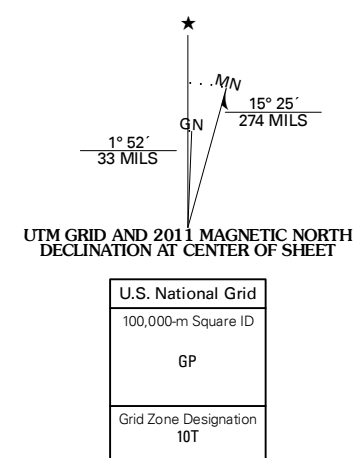 ★
MN
GN
15° 25´
274 MILS
1° 52´
33 MILS
UTM GRID AND 2011 MAGNETIC NORTH
DECLINATION AT CENTER OF SHEET
U.S. National Grid
100,000-m Square ID
GP
Grid Zone Designation
10T